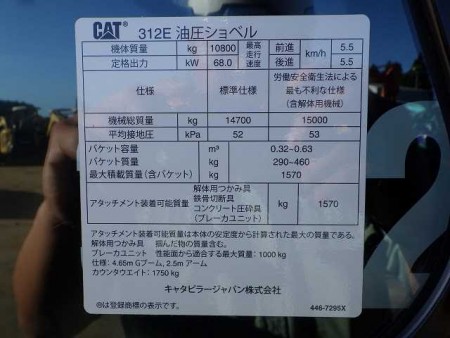 CAT 312E 油圧ショベル
機体質量 kg 10800 最高走行速度 前進 km/h 5.5
定格出力 kW 68.0 後進 5.5
仕様 標準仕様 労働安全衛生法による
最も不利な仕様
(含解体用機械)
機械総質量 kg 14700 15000
平均接地圧 kPa 52 53
バケット容量 m³ 0.32-0.63
バケット質量 kg 290-460
最大積載質量(含バケット) kg 1570
アタッチメント装着可能質量 解体用つかみ具
鉄骨切断具
コンクリート圧砕具
(ブレーカユニット) kg 1570
アタッチメント装着可能質量は本体の安定度から計算された最大の質量である。
解体用つかみ具 掴んだ物の質量含む。
ブレーカユニット 性能面から適合する最大質量: 1000 kg
仕様: 4.65m Gブーム, 2.5m アーム
カウンタウエイト: 1750 kg
キャタピラージャパン株式会社
®は登録商標の表示です。 446-7295X
2